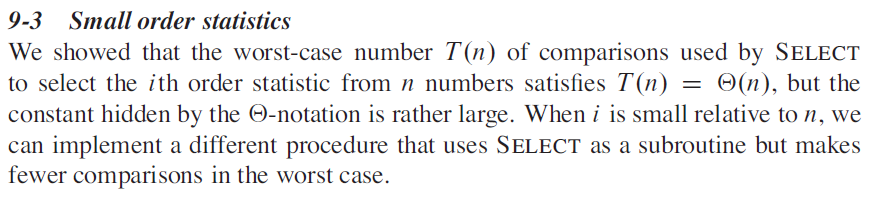 9-3 Small order statistics
We showed that the worst-case number T(n) of comparisons used by SELECT
to select the ith order statistic from n numbers satisfies T(n) = Θ(n), but the
constant hidden by the Θ-notation is rather large. When i is small relative to n, we
can implement a different procedure that uses SELECT as a subroutine but makes
fewer comparisons in the worst case.